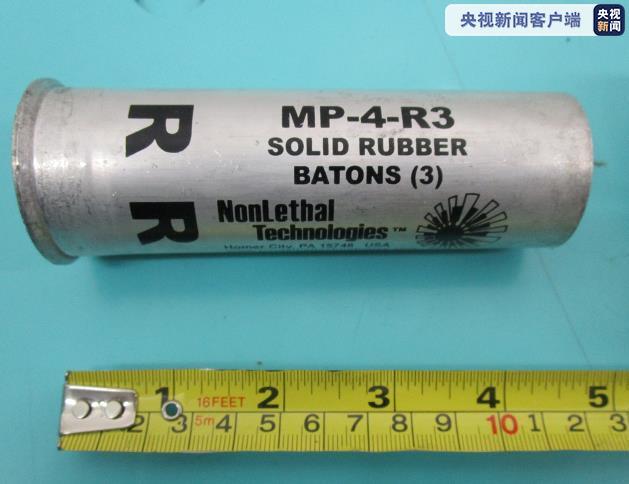 央视新闻客户端
央视
新闻
R
R
MP-4-R3
SOLID RUBBER
BATONS (3)
NonLethal
Technologies™
Homer City, PA 15748 USA
1 16FEET 2 3 4 5
2 3 5m 4 5 6 7 8 9 10 1 2 3